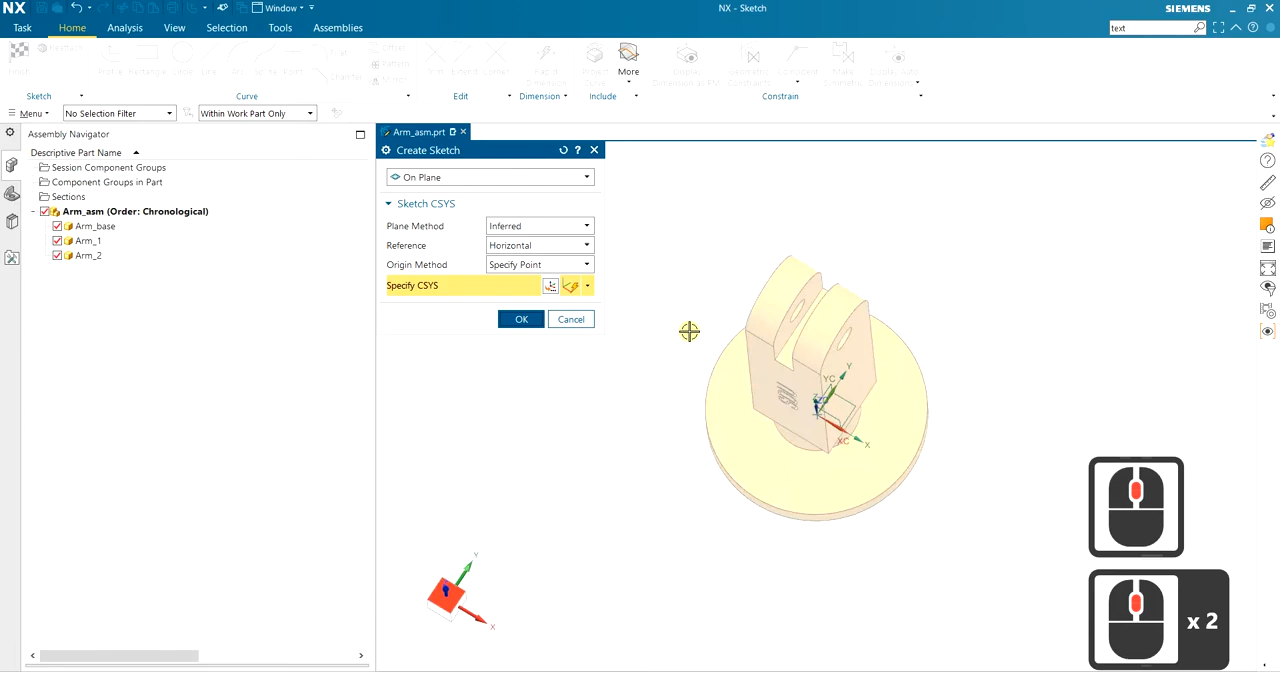 NX
Window
NX - Sketch
SIEMENS
Task
Home
Analysis
View
Selection
Tools
Assemblies
text
More
Sketch
Curve
Edit
Dimension
Include
Constrain
Menu
No Selection Filter
Within Work Part Only
Assembly Navigator
Descriptive Part Name
Session Component Groups
Component Groups in Part
Sections
Arm_asm (Order: Chronological)
Arm_base
Arm_1
Arm_2
Arm_asm.prt
Create Sketch
On Plane
Sketch CSYS
Plane Method
Inferred
Reference
Horizontal
Origin Method
Specify Point
Specify CSYS
OK
Cancel
Y
YC
XC
X
Y
X
x 2